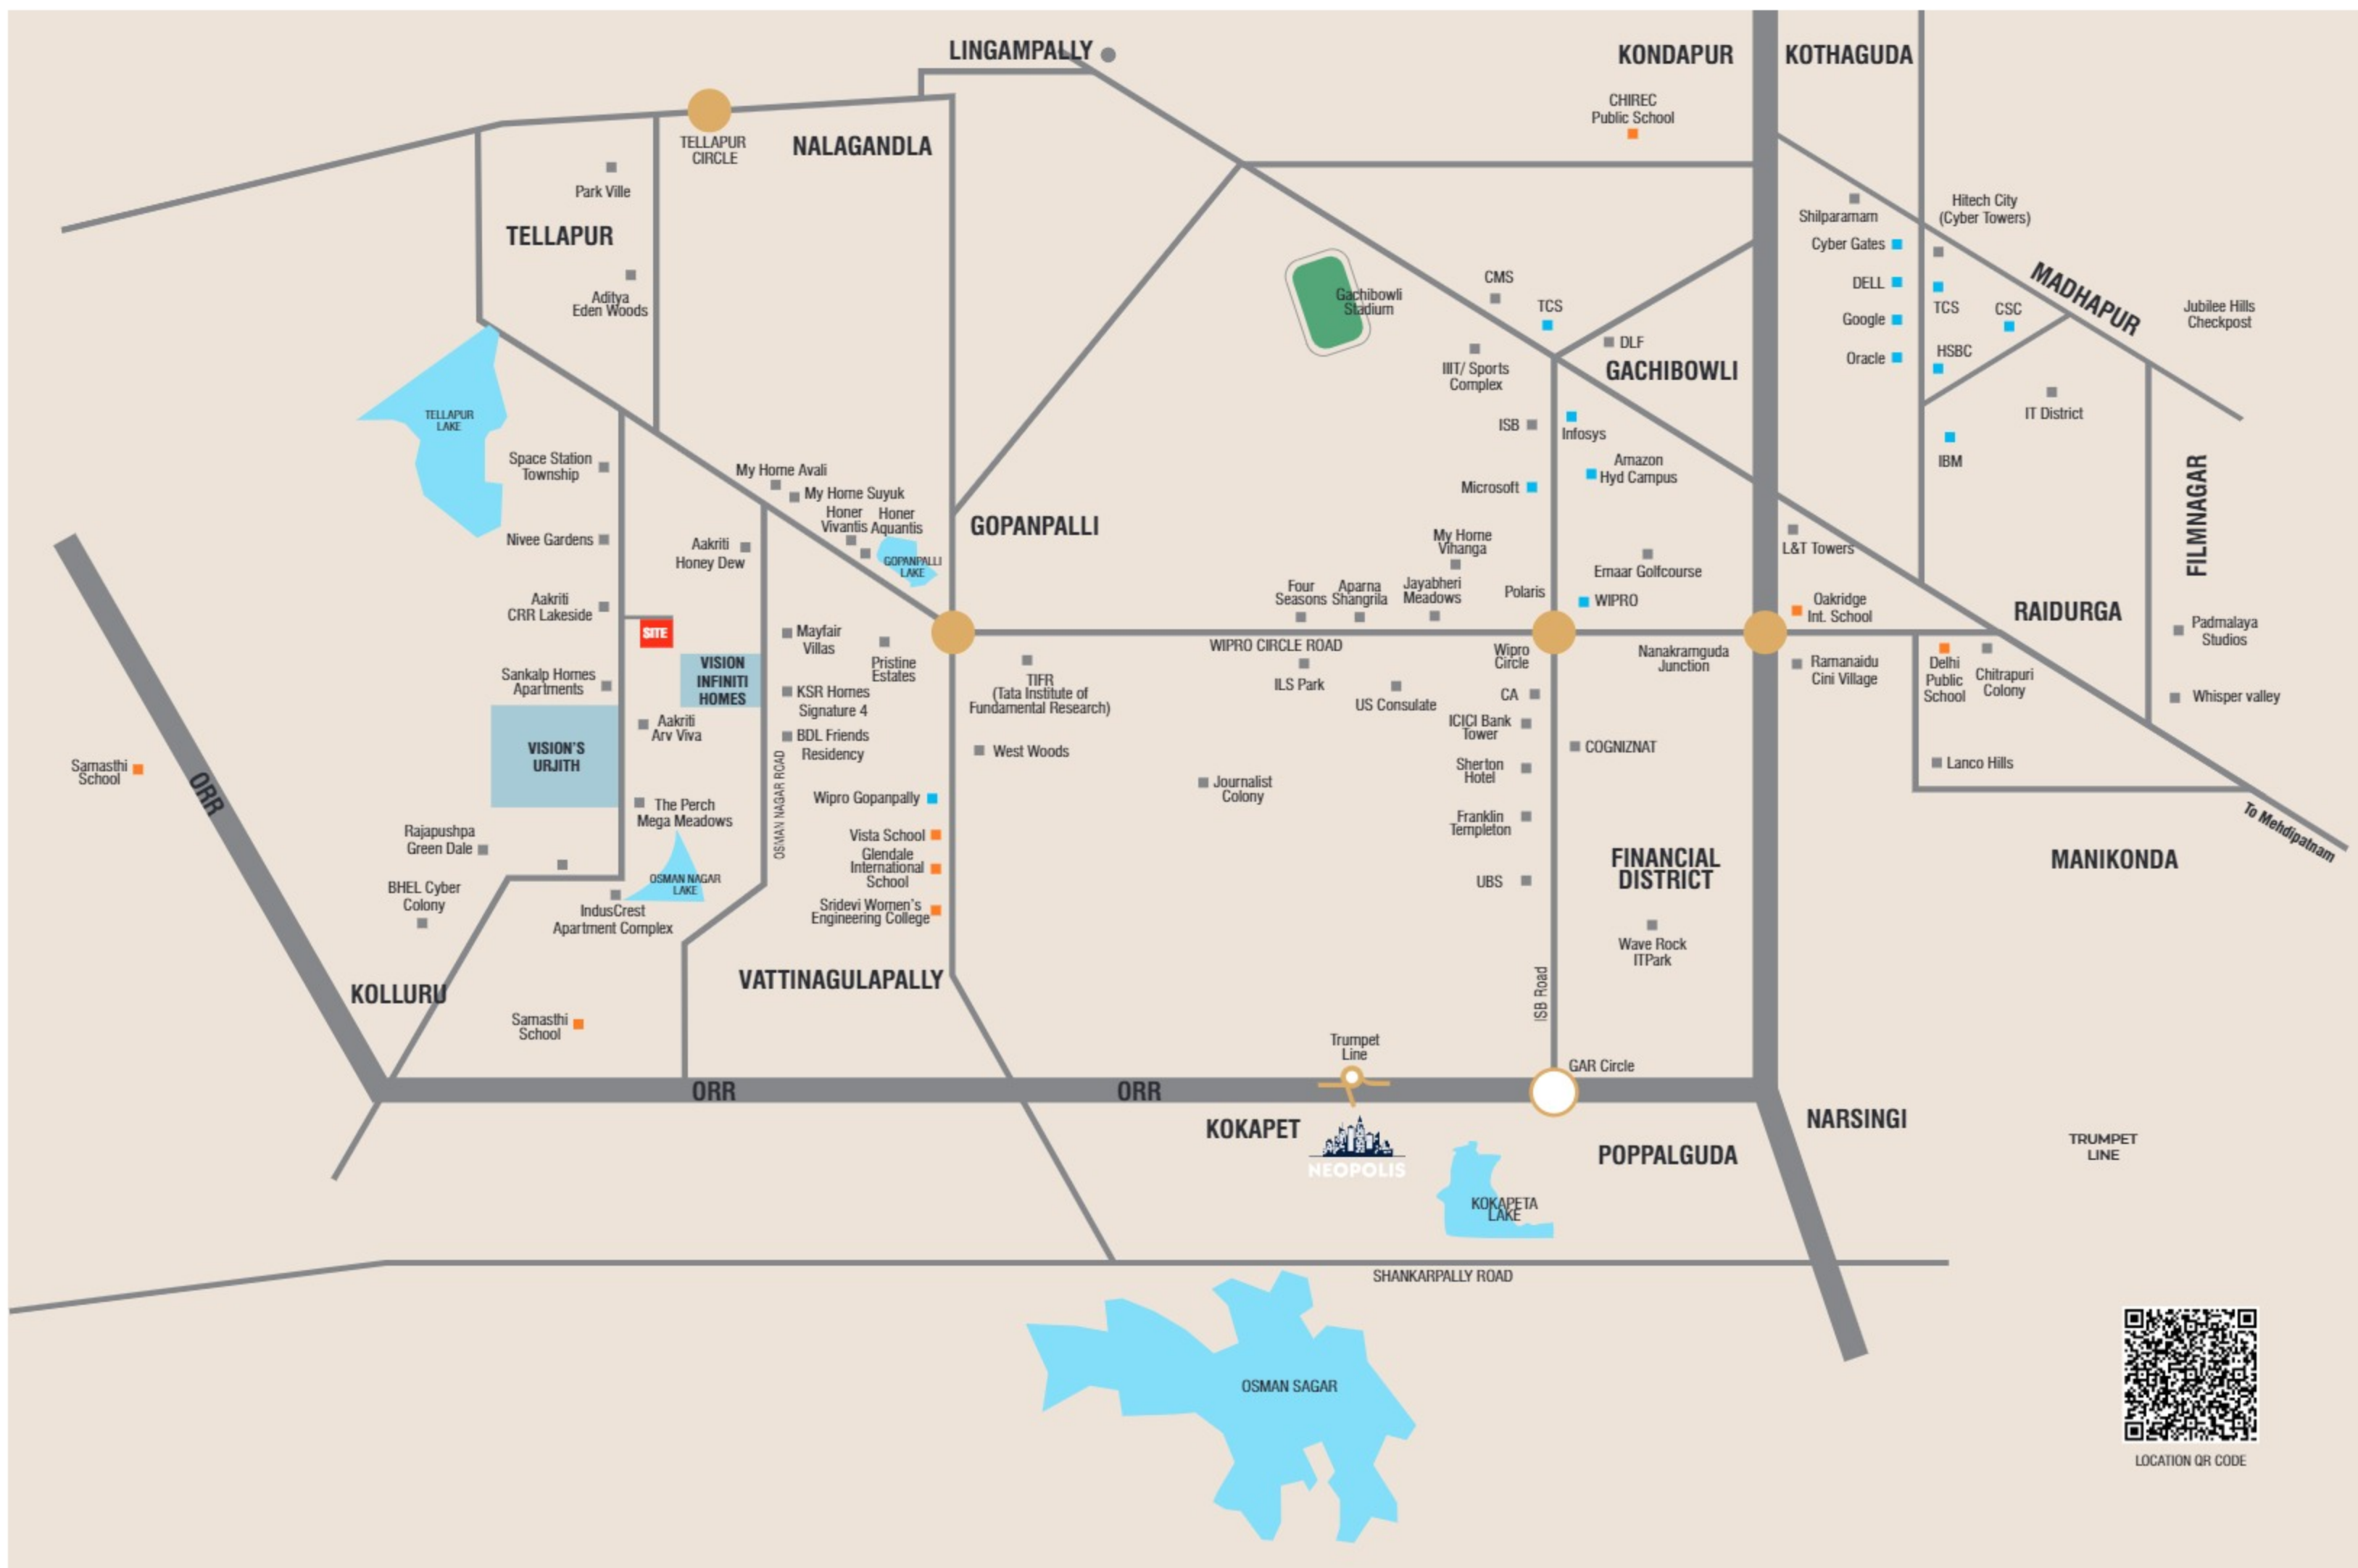 LINGAMPALLY
KONDAPUR
KOTHAGUDA
CHIREC
Public School
TELLAPUR
CIRCLE
NALAGANDLA
Park Ville
TELLAPUR
Aditya
Eden Woods
Shilparamam
Hitech City
(Cyber Towers)
Cyber Gates
DELL
TCS
CSC
Google
Oracle
HSBC
MADHAPUR
Jubilee Hills
Checkpost
IT District
IBM
FILMNAGAR
Gachibowli
Stadium
CMS
TCS
DLF
GACHIBOWLI
IIIT/ Sports
Complex
ISB
Infosys
Amazon
Hyd Campus
Microsoft
TELLAPUR
LAKE
Space Station
Township
My Home Avali
My Home Suyuk
Honer
Vivantis
Honer
Aquantis
GOPANPALLI
Nivee Gardens
Aakriti
Honey Dew
GOPANPALLI
LAKE
My Home
Vihanga
L&T Towers
Emaar Golfcourse
Four
Seasons
Aparna
Shangrila
Jayabheri
Meadows
Polaris
WIPRO
Oakridge
Int. School
RAIDURGA
Padmalaya
Studios
Aakriti
CRR Lakeside
SITE
Mayfair
Villas
Pristine
Estates
WIPRO CIRCLE ROAD
Wipro
Circle
Nanakramguda
Junction
Ramanaidu
Cini Village
Delhi
Public
School
Chitrapuri
Colony
Whisper valley
Sankalp Homes
Apartments
VISION
INFINITI
HOMES
KSR Homes
Signature 4
TIFR
(Tata Institute of
Fundamental Research)
ILS Park
US Consulate
CA
ICICI Bank
Tower
COGNIZNAT
Aakriti
Arv Viva
BDL Friends
Residency
West Woods
VISION'S
URJITH
OSMAN NAGAR ROAD
Samasthi
School
ORR
Journalist
Colony
Sherton
Hotel
Lanco Hills
Wipro Gopanpally
The Perch
Mega Meadows
Franklin
Templeton
To Mehdipatnam
Rajapushpa
Green Dale
Vista School
Glendale
International
School
FINANCIAL
DISTRICT
MANIKONDA
BHEL Cyber
Colony
OSMAN NAGAR
LAKE
UBS
IndusCrest
Apartment Complex
Sridevi Women's
Engineering College
Wave Rock
ITPark
KOLLURU
VATTINAGULAPALLY
ISB Road
Samasthi
School
Trumpet
Line
GAR Circle
ORR
ORR
KOKAPET
NEOPOLIS
POPPALGUDA
NARSINGI
TRUMPET
LINE
KOKAPETA
LAKE
SHANKARPALLY ROAD
OSMAN SAGAR
LOCATION QR CODE